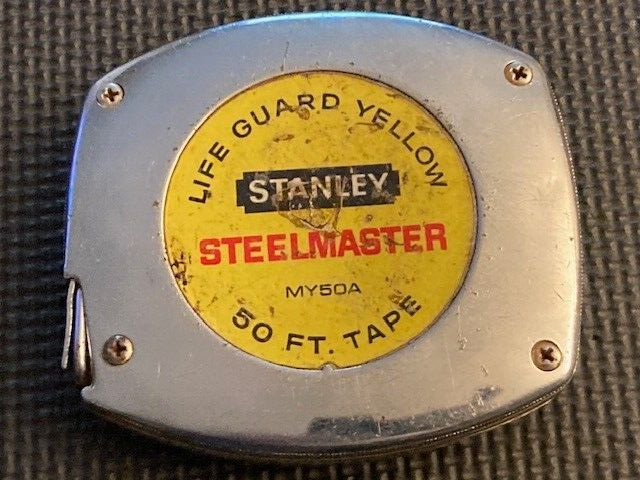 LIFE GUARD YELLOW
STANLEY
STEELMASTER
MY50A
50 FT. TAPE